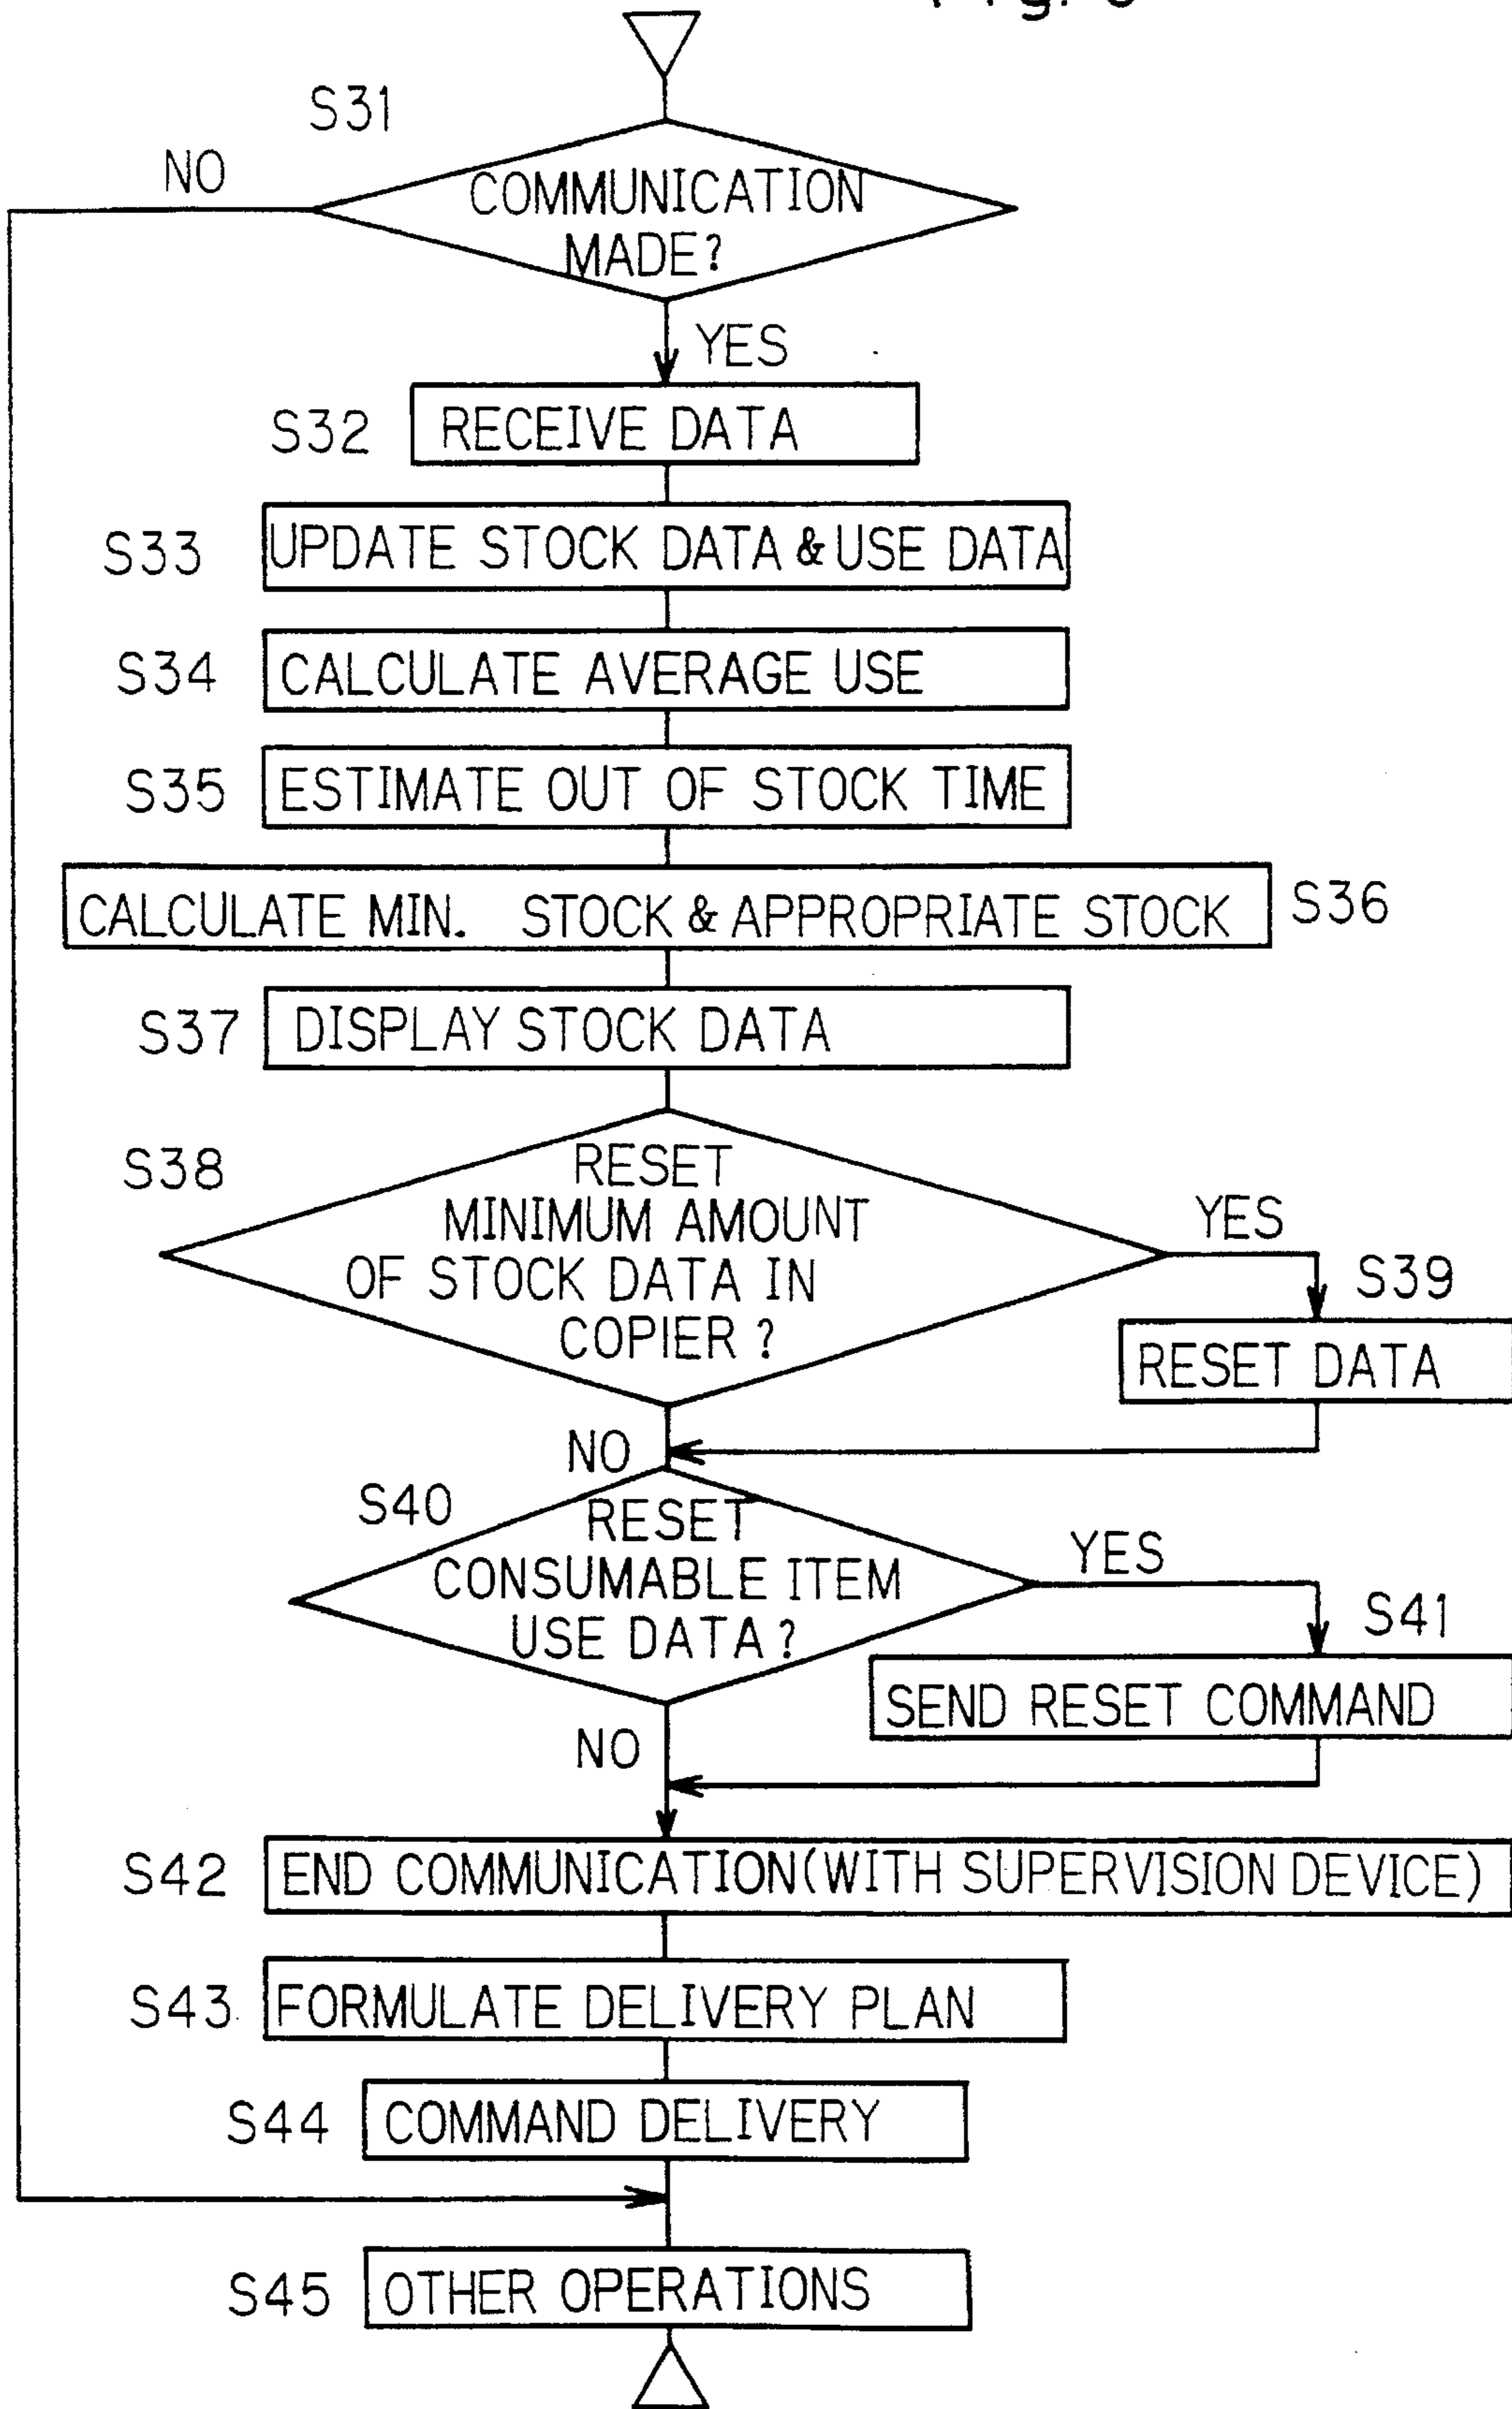 S31
NO
COMMUNICATION
MADE?
YES
S32
RECEIVE DATA
S33
UPDATE STOCK DATA & USE DATA
S34
CALCULATE AVERAGE USE
S35
ESTIMATE OUT OF STOCK TIME
CALCULATE MIN. STOCK & APPROPRIATE STOCK
S36
S37
DISPLAY STOCK DATA
S38
RESET
MINIMUM AMOUNT
OF STOCK DATA IN
COPIER ?
YES
S39
RESET DATA
NO
S40
RESET
CONSUMABLE ITEM
USE DATA ?
YES
S41
SEND RESET COMMAND
NO
S42
END COMMUNICATION(WITH SUPERVISION DEVICE)
S43
FORMULATE DELIVERY PLAN
S44
COMMAND DELIVERY
S45
OTHER OPERATIONS